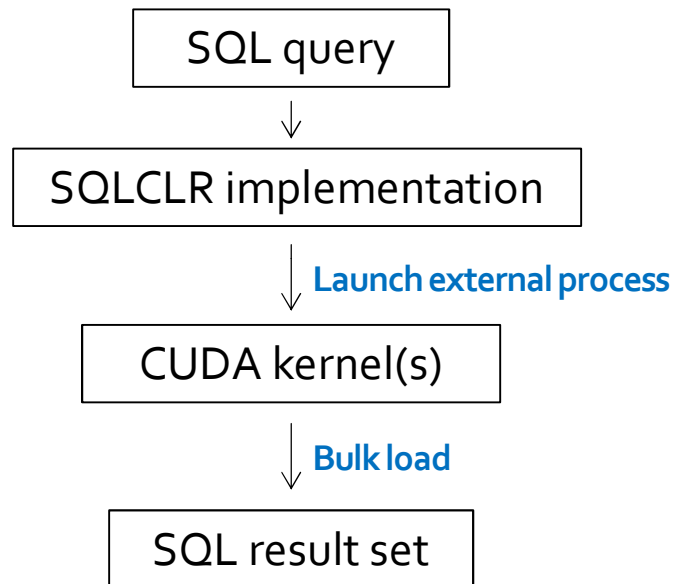 SQL query
SQLCLR implementation
Launch external process
CUDA kernel(s)
Bulk load
SQL result set